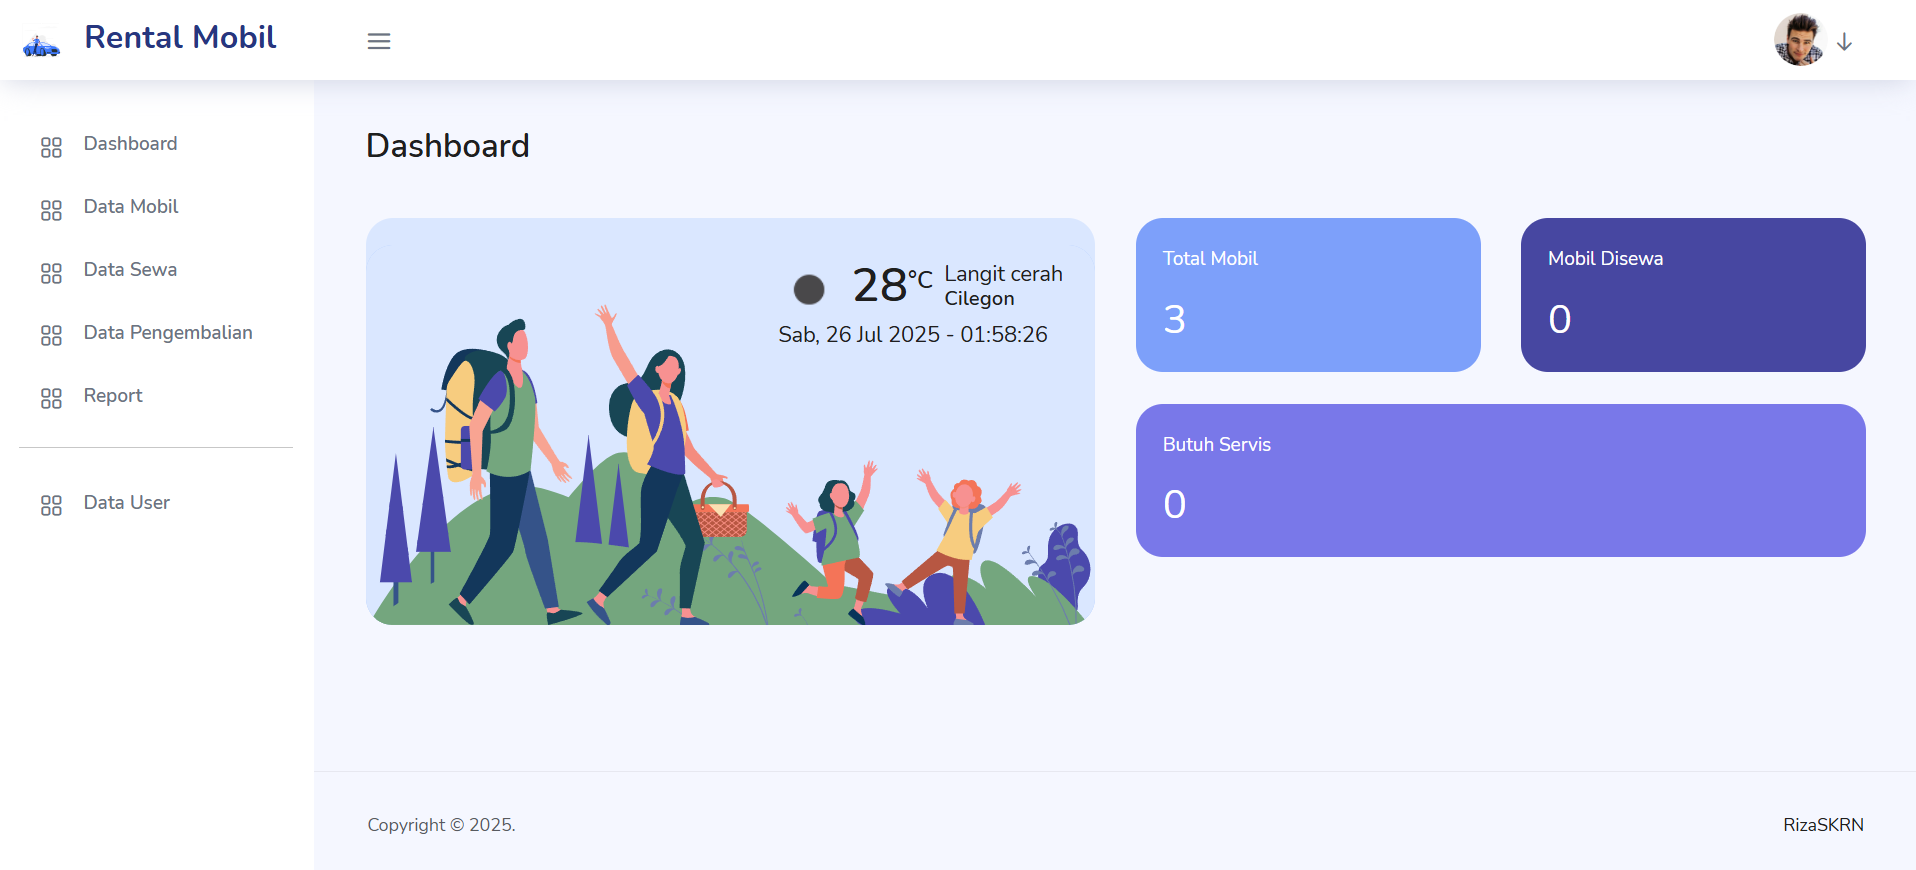 Rental Mobil
Dashboard
Data Mobil
Data Sewa
Data Pengembalian
Report
Data User
Dashboard
28°C
Langit cerah
Cilegon
Sab, 26 Jul 2025 - 01:58:26
Total Mobil
3
Mobil Disewa
0
Butuh Servis
0
Copyright © 2025.
RizaSKRN